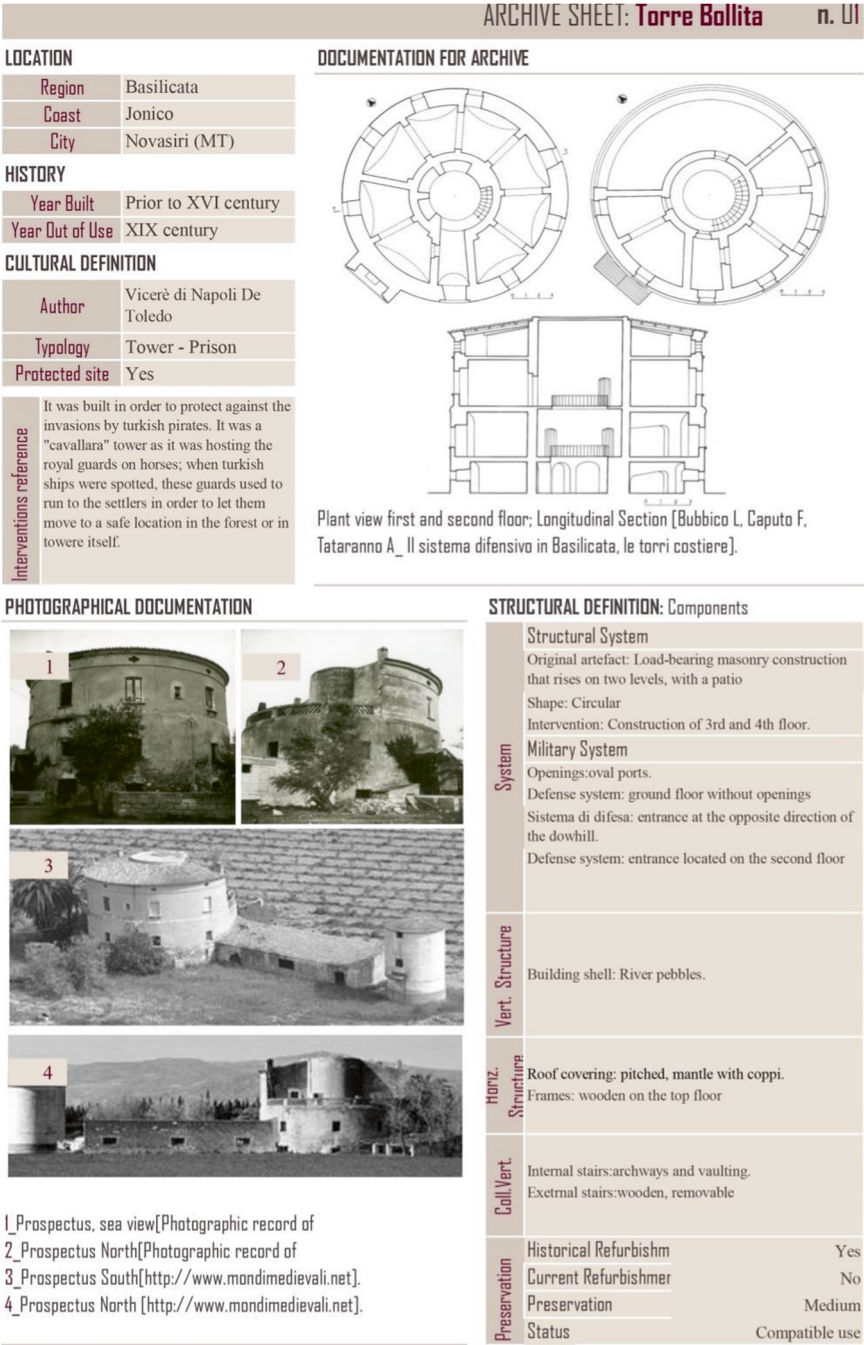 ARCHIVE SHEET: Torre Bollita n. 01
LOCATION
Region Basilicata
Coast Jonico
City Novasiri (MT)
HISTORY
Year Built Prior to XVI century
Year Out of Use XIX century
CULTURAL DEFINITION
Author Vicerè di Napoli De
Toledo
Typology Tower - Prison
Protected site Yes
Interventions reference
It was built in order to protect against the
invasions by turkish pirates. It was a
"cavallara" tower as it was hosting the
royal guards on horses; when turkish
ships were spotted, these guards used to
run to the settlers in order to let them
move to a safe location in the forest or in
towere itself.
DOCUMENTATION FOR ARCHIVE
Plant view first and second floor; Longitudinal Section [Bubbico L, Caputo F,
Tataranno A_ Il sistema difensivo in Basilicata, le torri costiere].
PHOTOGRAPHICAL DOCUMENTATION
1
2
3
4
1_Prospectus, sea view[Photographic record of
2_Prospectus North[Photographic record of
3_Prospectus South[http://www.mondimedievali.net].
4_Prospectus North [http://www.mondimedievali.net].
STRUCTURAL DEFINITION: Components
System
Structural System
Original artefact: Load-bearing masonry construction
that rises on two levels, with a patio
Shape: Circular
Intervention: Construction of 3rd and 4th floor.
Military System
Openings:oval ports.
Defense system: ground floor without openings
Sistema di difesa: entrance at the opposite direction of
the dowhill.
Defense system: entrance located on the second floor
Vert. Structure
Building shell: River pebbles.
Horiz.
Structure
Roof covering: pitched, mantle with coppi.
Frames: wooden on the top floor
Coll.Vert.
Internal stairs:archways and vaulting.
Exetrnal stairs:wooden, removable
Preservation
Historical Refurbishm Yes
Current Refurbishmer No
Preservation Medium
Status Compatible use